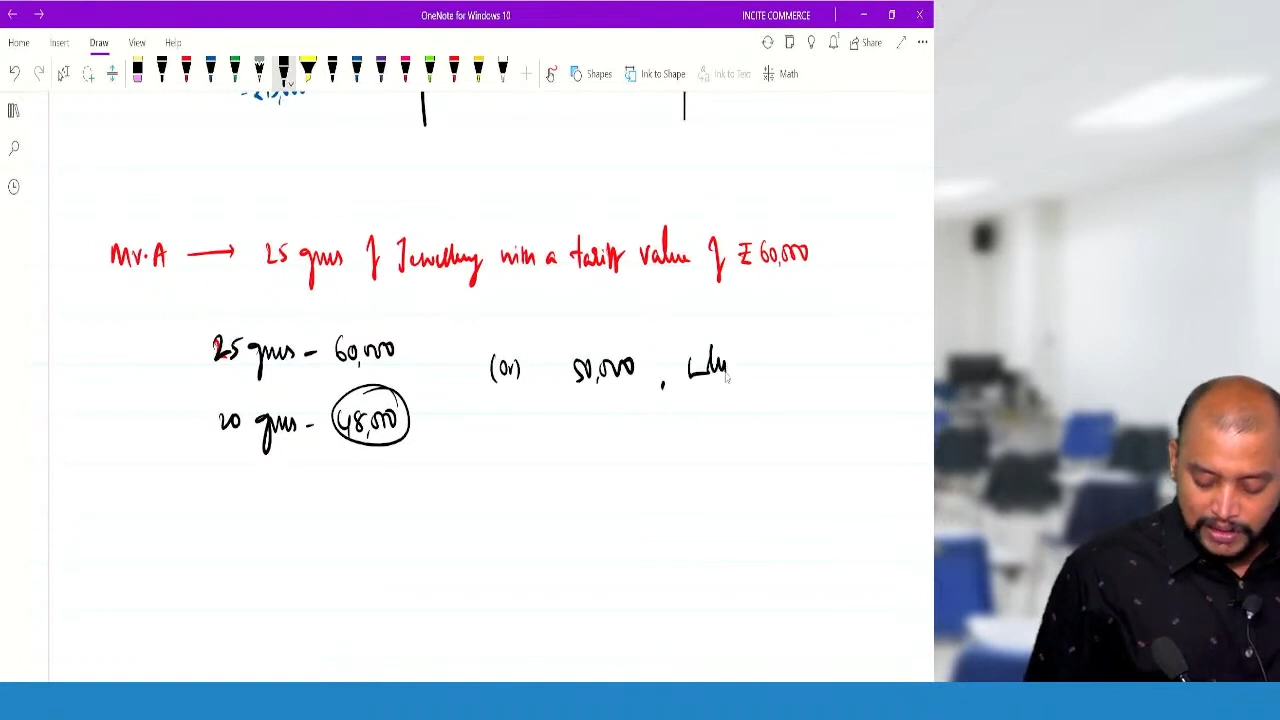 OneNote for Windows 10
INCITE COMMERCE
Home Insert Draw View Help
Share
Shapes Ink to Shape Ink to Text Math
Mr. A → 25 gms of Jewellery with a tariff value of ₹ 60,000
25 gms - 60,000 (or) 50,000,
20 gms - 48,000